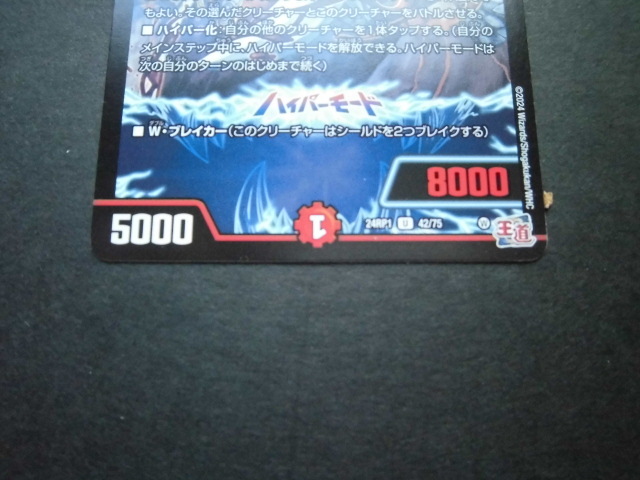 もよい。その選んだクリーチャーとこのクリーチャーをバトルさせる。
■ハイパー化:自分の他のクリーチャーを1体タップする。(自分の
メインステップ中に、ハイパーモードを解放できる。ハイパーモードは
次の自分のターンのはじめまで続く)
ハイパーモード
■W・ブレイカー(このクリーチャーはシールドを2つブレイクする)
8000
5000
1
24RP1 U 42/75
王道
©2024 Wizards/Shogakukan/WHC